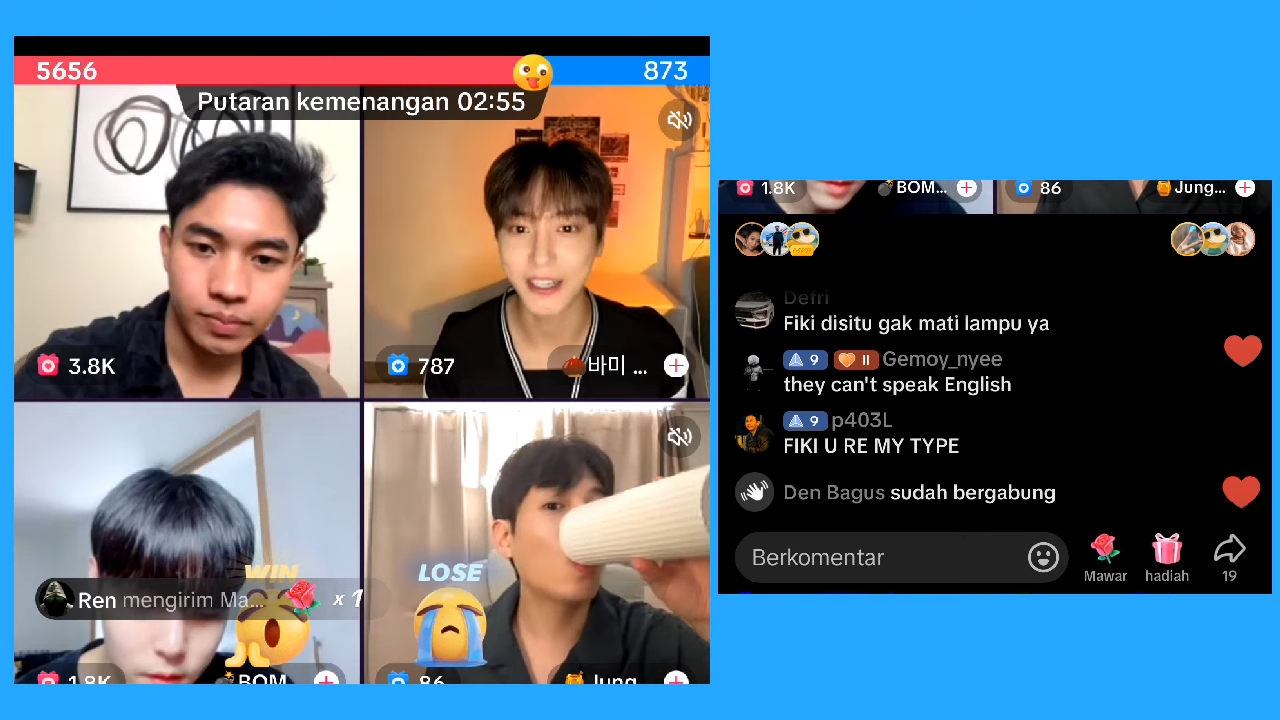 5656
873
Putaran kemenangan 02:55
3.8K
787
바미 ...
WIN
LOSE
Ren mengirim Ma...
x 1
1.8K
BOM
86
Jung
1.8K
BOM...
86
Jung...
Defri
Fiki disitu gak mati lampu ya
9
II
Gemoy_nyee
they can't speak English
9
p403L
FIKI U RE MY TYPE
Den Bagus sudah bergabung
Berkomentar
Mawar
hadiah
19